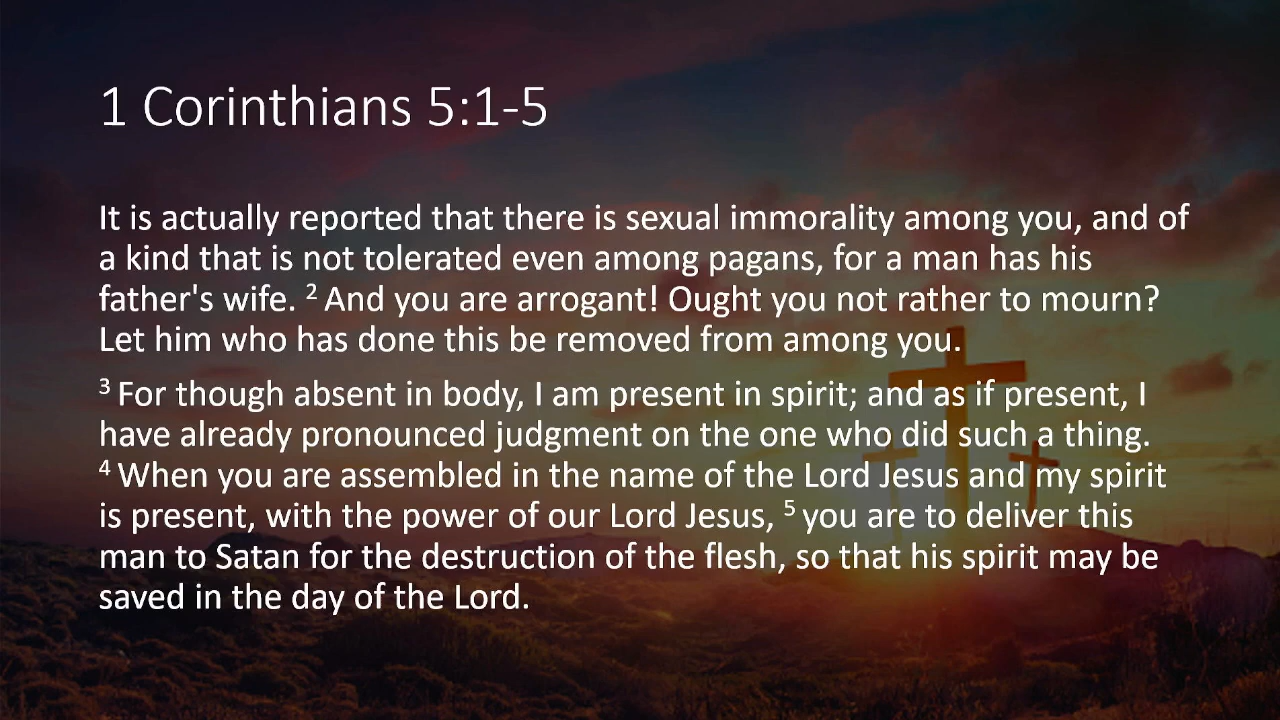 1 Corinthians 5:1-5
It is actually reported that there is sexual immorality among you, and of
a kind that is not tolerated even among pagans, for a man has his
father's wife. 2 And you are arrogant! Ought you not rather to mourn?
Let him who has done this be removed from among you.
3 For though absent in body, I am present in spirit; and as if present, I
have already pronounced judgment on the one who did such a thing.
4 When you are assembled in the name of the Lord Jesus and my spirit
is present, with the power of our Lord Jesus, 5 you are to deliver this
man to Satan for the destruction of the flesh, so that his spirit may be
saved in the day of the Lord.